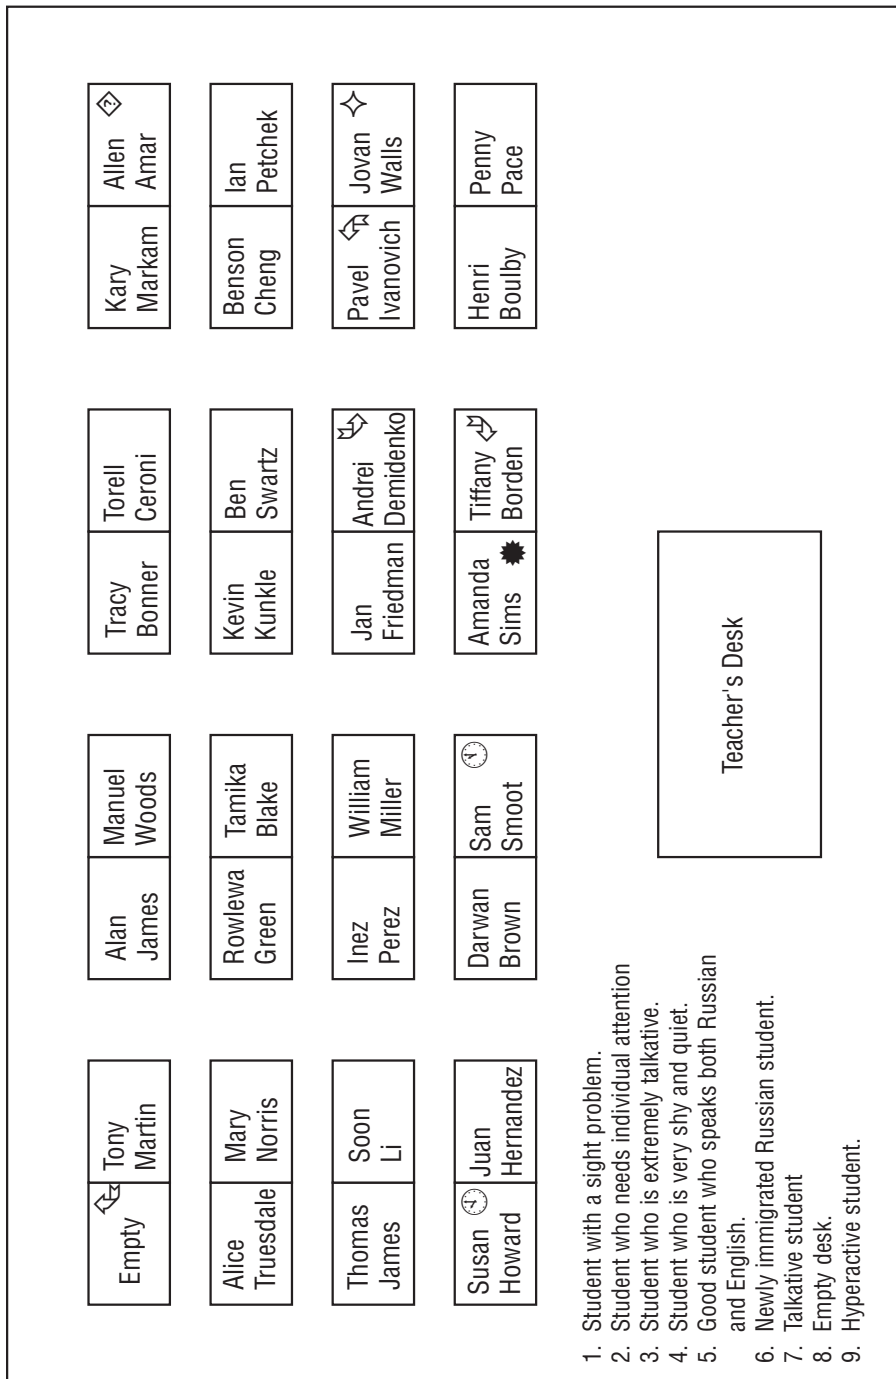 Empty
Tony
Martin
Alan
James
Manuel
Woods
Tracy
Bonner
Torell
Ceroni
Kary
Markam
Allen
Amar
?
Alice
Truesdale
Mary
Norris
Rowlewa
Green
Tamika
Blake
Kevin
Kunkle
Ben
Swartz
Benson
Cheng
Ian
Petchek
Thomas
James
Soon
Li
Inez
Perez
William
Miller
Jan
Friedman
Andrei
Demidenko
Pavel
Ivanovich
Jovan
Walls
Susan
Howard
Juan
Hernandez
Darwan
Brown
Sam
Smoot
Amanda
Sims
Tiffany
Borden
Henri
Boulby
Penny
Pace
Teacher's Desk
1. Student with a sight problem.
2. Student who needs individual attention
3. Student who is extremely talkative.
4. Student who is very shy and quiet.
5. Good student who speaks both Russian
and English.
6. Newly immigrated Russian student.
7. Talkative student
8. Empty desk.
9. Hyperactive student.